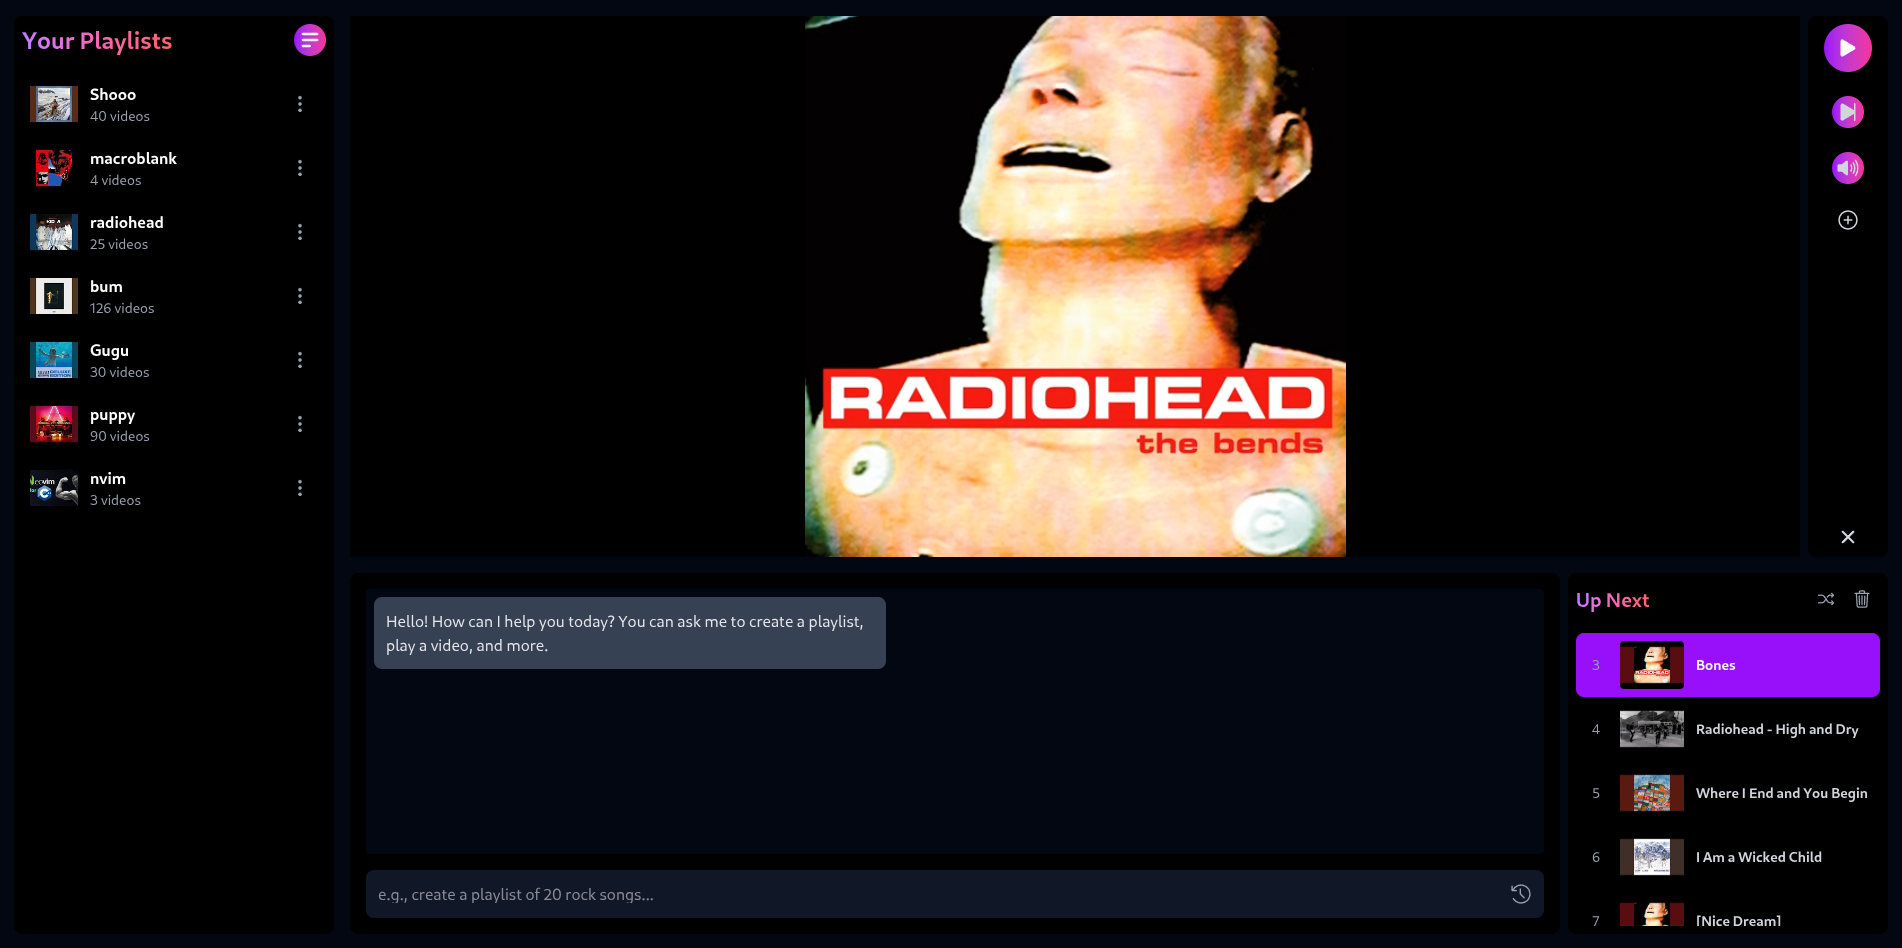 Your Playlists
Shooo
40 videos
macroblank
4 videos
radiohead
25 videos
bum
126 videos
Gugu
30 videos
puppy
90 videos
nvim
3 videos
RADIOHEAD
the bends
Hello! How can I help you today? You can ask me to create a playlist,
play a video, and more.
e.g., create a playlist of 20 rock songs...
Up Next
3
Bones
4
Radiohead - High and Dry
5
Where I End and You Begin
6
I Am a Wicked Child
7
[Nice Dream]